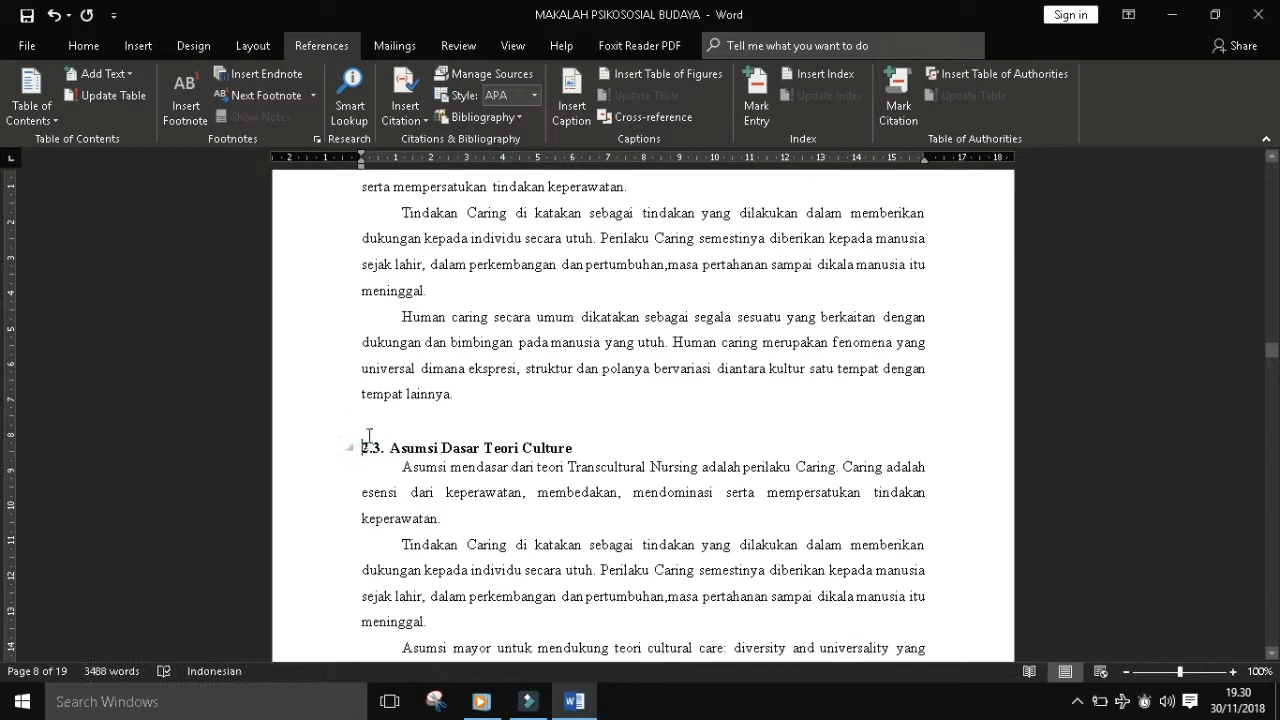 MAKALAH PSIKOSOSIAL BUDAYA - Word
Sign in
File Home Insert Design Layout References Mailings Review View Help Foxit Reader PDF Tell me what you want to do Share
Table of Contents
Add Text
Update Table
Table of Contents
AB1
Insert Footnote
Insert Endnote
Next Footnote
Show Notes
Footnotes
Smart Lookup
Research
Insert Citation
Manage Sources
Style: APA
Bibliography
Citations & Bibliography
Insert Caption
Insert Table of Figures
Update Table
Cross-reference
Captions
Mark Entry
Insert Index
Update Index
Index
Mark Citation
Insert Table of Authorities
Update Table
Table of Authorities
serta mempersatukan tindakan keperawatan.
Tindakan Caring di katakan sebagai tindakan yang dilakukan dalam memberikan
dukungan kepada individu secara utuh. Perilaku Caring semestinya diberikan kepada manusia
sejak lahir, dalam perkembangan dan pertumbuhan,masa pertahanan sampai dikala manusia itu
meninggal.
Human caring secara umum dikatakan sebagai segala sesuatu yang berkaitan dengan
dukungan dan bimbingan pada manusia yang utuh. Human caring merupakan fenomena yang
universal dimana ekspresi, struktur dan polanya bervariasi diantara kultur satu tempat dengan
tempat lainnya.
2.3. Asumsi Dasar Teori Culture
Asumsi mendasar dari teori Transcultural Nursing adalah perilaku Caring. Caring adalah
esensi dari keperawatan, membedakan, mendominasi serta mempersatukan tindakan
keperawatan.
Tindakan Caring di katakan sebagai tindakan yang dilakukan dalam memberikan
dukungan kepada individu secara utuh. Perilaku Caring semestinya diberikan kepada manusia
sejak lahir, dalam perkembangan dan pertumbuhan,masa pertahanan sampai dikala manusia itu
meninggal.
Asumsi mayor untuk mendukung teori cultural care: diversity and universality yang
Page 8 of 19 3488 words Indonesian 100%
Search Windows
19.30
30/11/2018